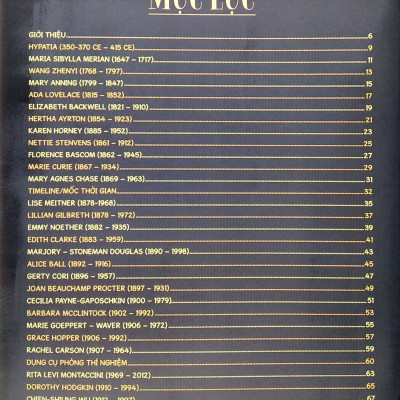 MỤC LỤC
GIỚI THIỆU 6
HYPATIA (350-370 CE – 415 CE) 9
MARIA SIBYLLA MERIAN (1647 – 1717) 11
WANG ZHENYI (1768 – 1797) 13
MARY ANNING (1799 – 1847) 15
ADA LOVELACE (1815 – 1852) 17
ELIZABETH BACKWELL (1821 – 1910) 19
HERTHA AYRTON (1854 – 1923) 21
KAREN HORNEY (1885 – 1952) 23
NETTIE STENVENS (1861 – 1912) 25
FLORENCE BASCOM (1862 – 1945) 27
MARIE CURIE (1867 – 1934) 29
MARY AGNES CHASE (1869 – 1963) 31
TIMELINE/MỐC THỜI GIAN 32
LISE MEITNER (1878-1968) 35
LILLIAN GILBRETH (1878 – 1972) 37
EMMY NOETHER (1882 – 1935) 39
EDITH CLARKE (1883 – 1959) 41
MARJORY – STONEMAN DOUGLAS (1890 – 1998) 43
ALICE BALL (1892 – 1916) 45
GERTY CORI (1896 – 1957) 47
JOAN BEAUCHAMP PROCTER (1897 – 1931) 49
CECILIA PAYNE-GAPOSCHKIN (1900 – 1979) 51
BARBARA MCCLINTOCK (1902 – 1992) 53
MARIE GOEPPERT – WAVER (1906 – 1972) 55
GRACE HOPPER (1906 – 1992) 57
RACHEL CARSON (1907 – 1964) 59
DỤNG CỤ PHÒNG THÍ NGHIỆM 60
RITA LEVI MONTACCINI (1969 – 2012) 63
DOROTHY HODGKIN (1910 – 1994) 65
CHIEN-SHIUNG WU (1912 – 1997) 67